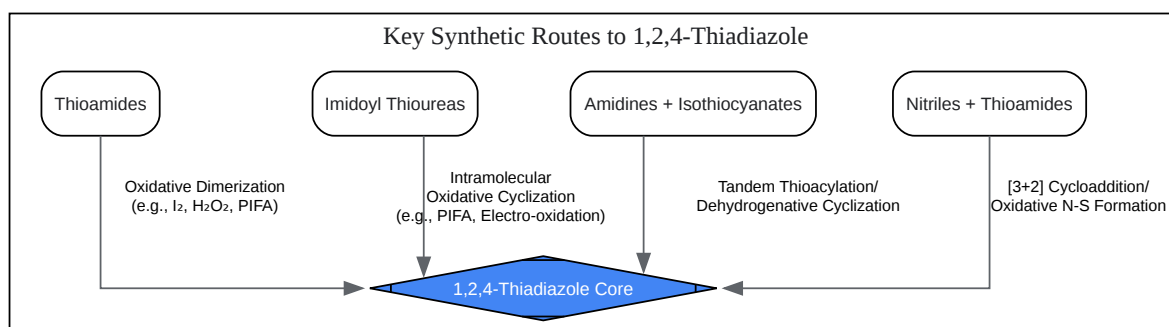 Key Synthetic Routes to 1,2,4-Thiadiazole
Thioamides
Imidoyl Thioureas
Amidines + Isothiocyanates
Nitriles + Thioamides
Oxidative Dimerization
(e.g., I₂, H₂O₂, PIFA)
Intramolecular
Oxidative Cyclization
(e.g., PIFA, Electro-oxidation)
Tandem Thioacylation/
Dehydrogenative Cyclization
[3+2] Cycloaddition/
Oxidative N-S Formation
1,2,4-Thiadiazole Core